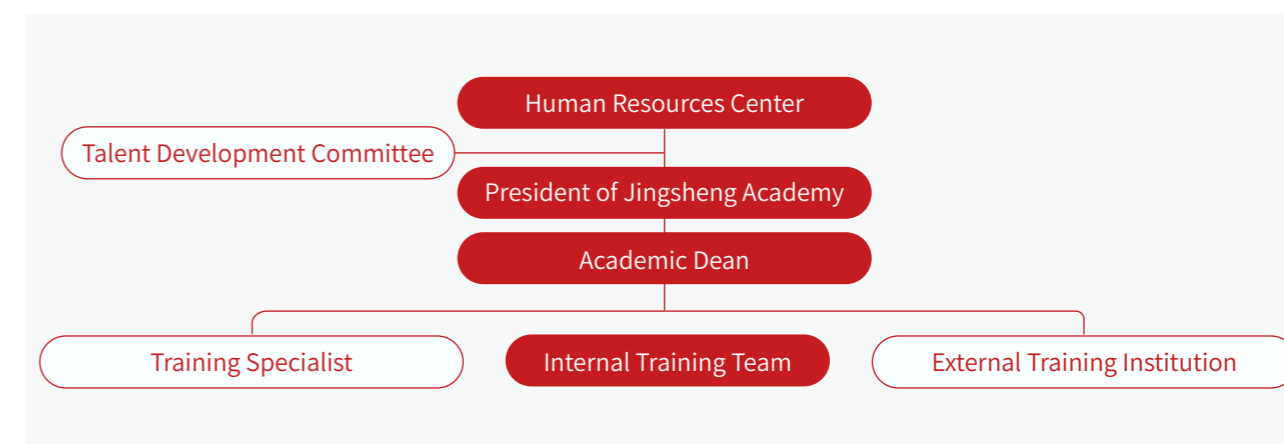 Human Resources Center
Talent Development Committee
President of Jingsheng Academy
Academic Dean
Training Specialist
Internal Training Team
External Training Institution